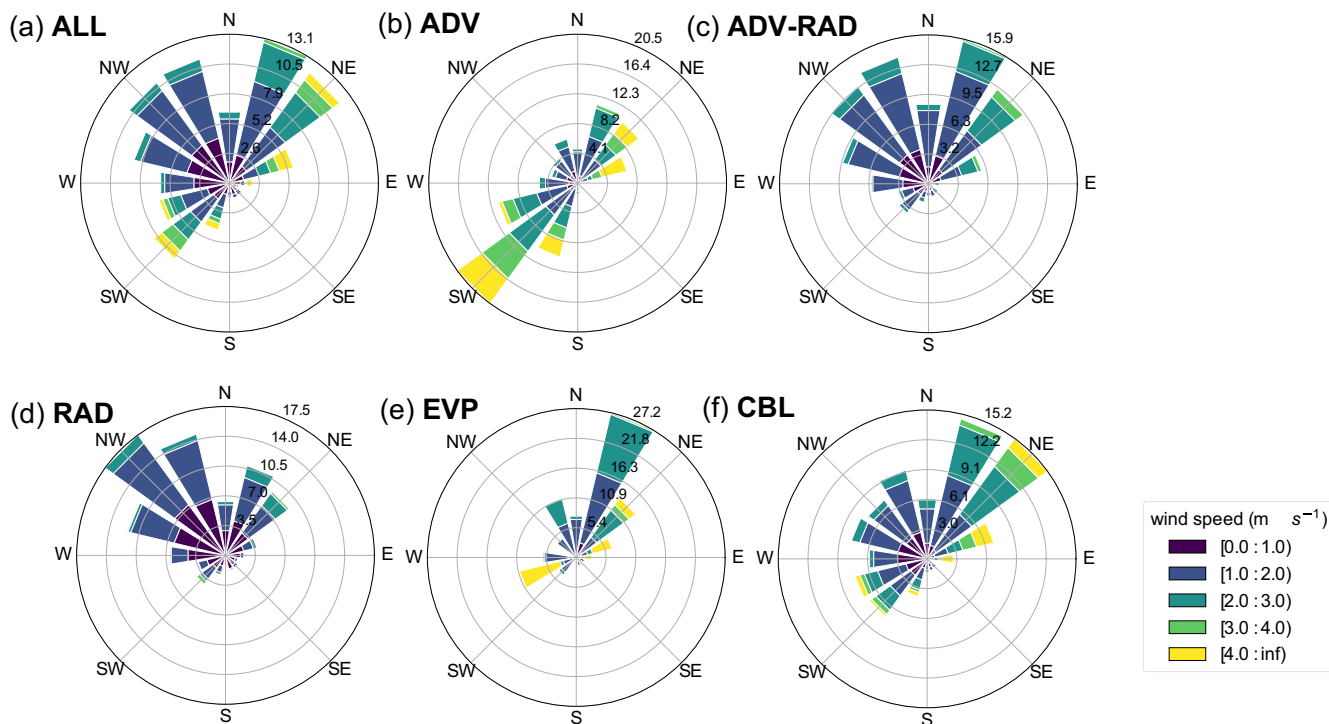 (a) ALL
N
NE
E
SE
S
SW
W
NW
13.1
10.5
7.9
5.2
2.6
(b) ADV
N
NE
E
SE
S
SW
W
NW
20.5
16.4
12.3
8.2
4.1
(c) ADV-RAD
N
NE
E
SE
S
SW
W
NW
15.9
12.7
9.5
6.3
3.2
(d) RAD
N
NE
E
SE
S
SW
W
NW
17.5
14.0
10.5
7.0
3.5
(e) EVP
N
NE
E
SE
S
SW
W
NW
27.2
21.8
16.3
10.9
5.4
(f) CBL
N
NE
E
SE
S
SW
W
NW
15.2
12.2
9.1
6.1
3.0
wind speed (m s⁻¹)
[0.0 : 1.0)
[1.0 : 2.0)
[2.0 : 3.0)
[3.0 : 4.0)
[4.0 : inf)